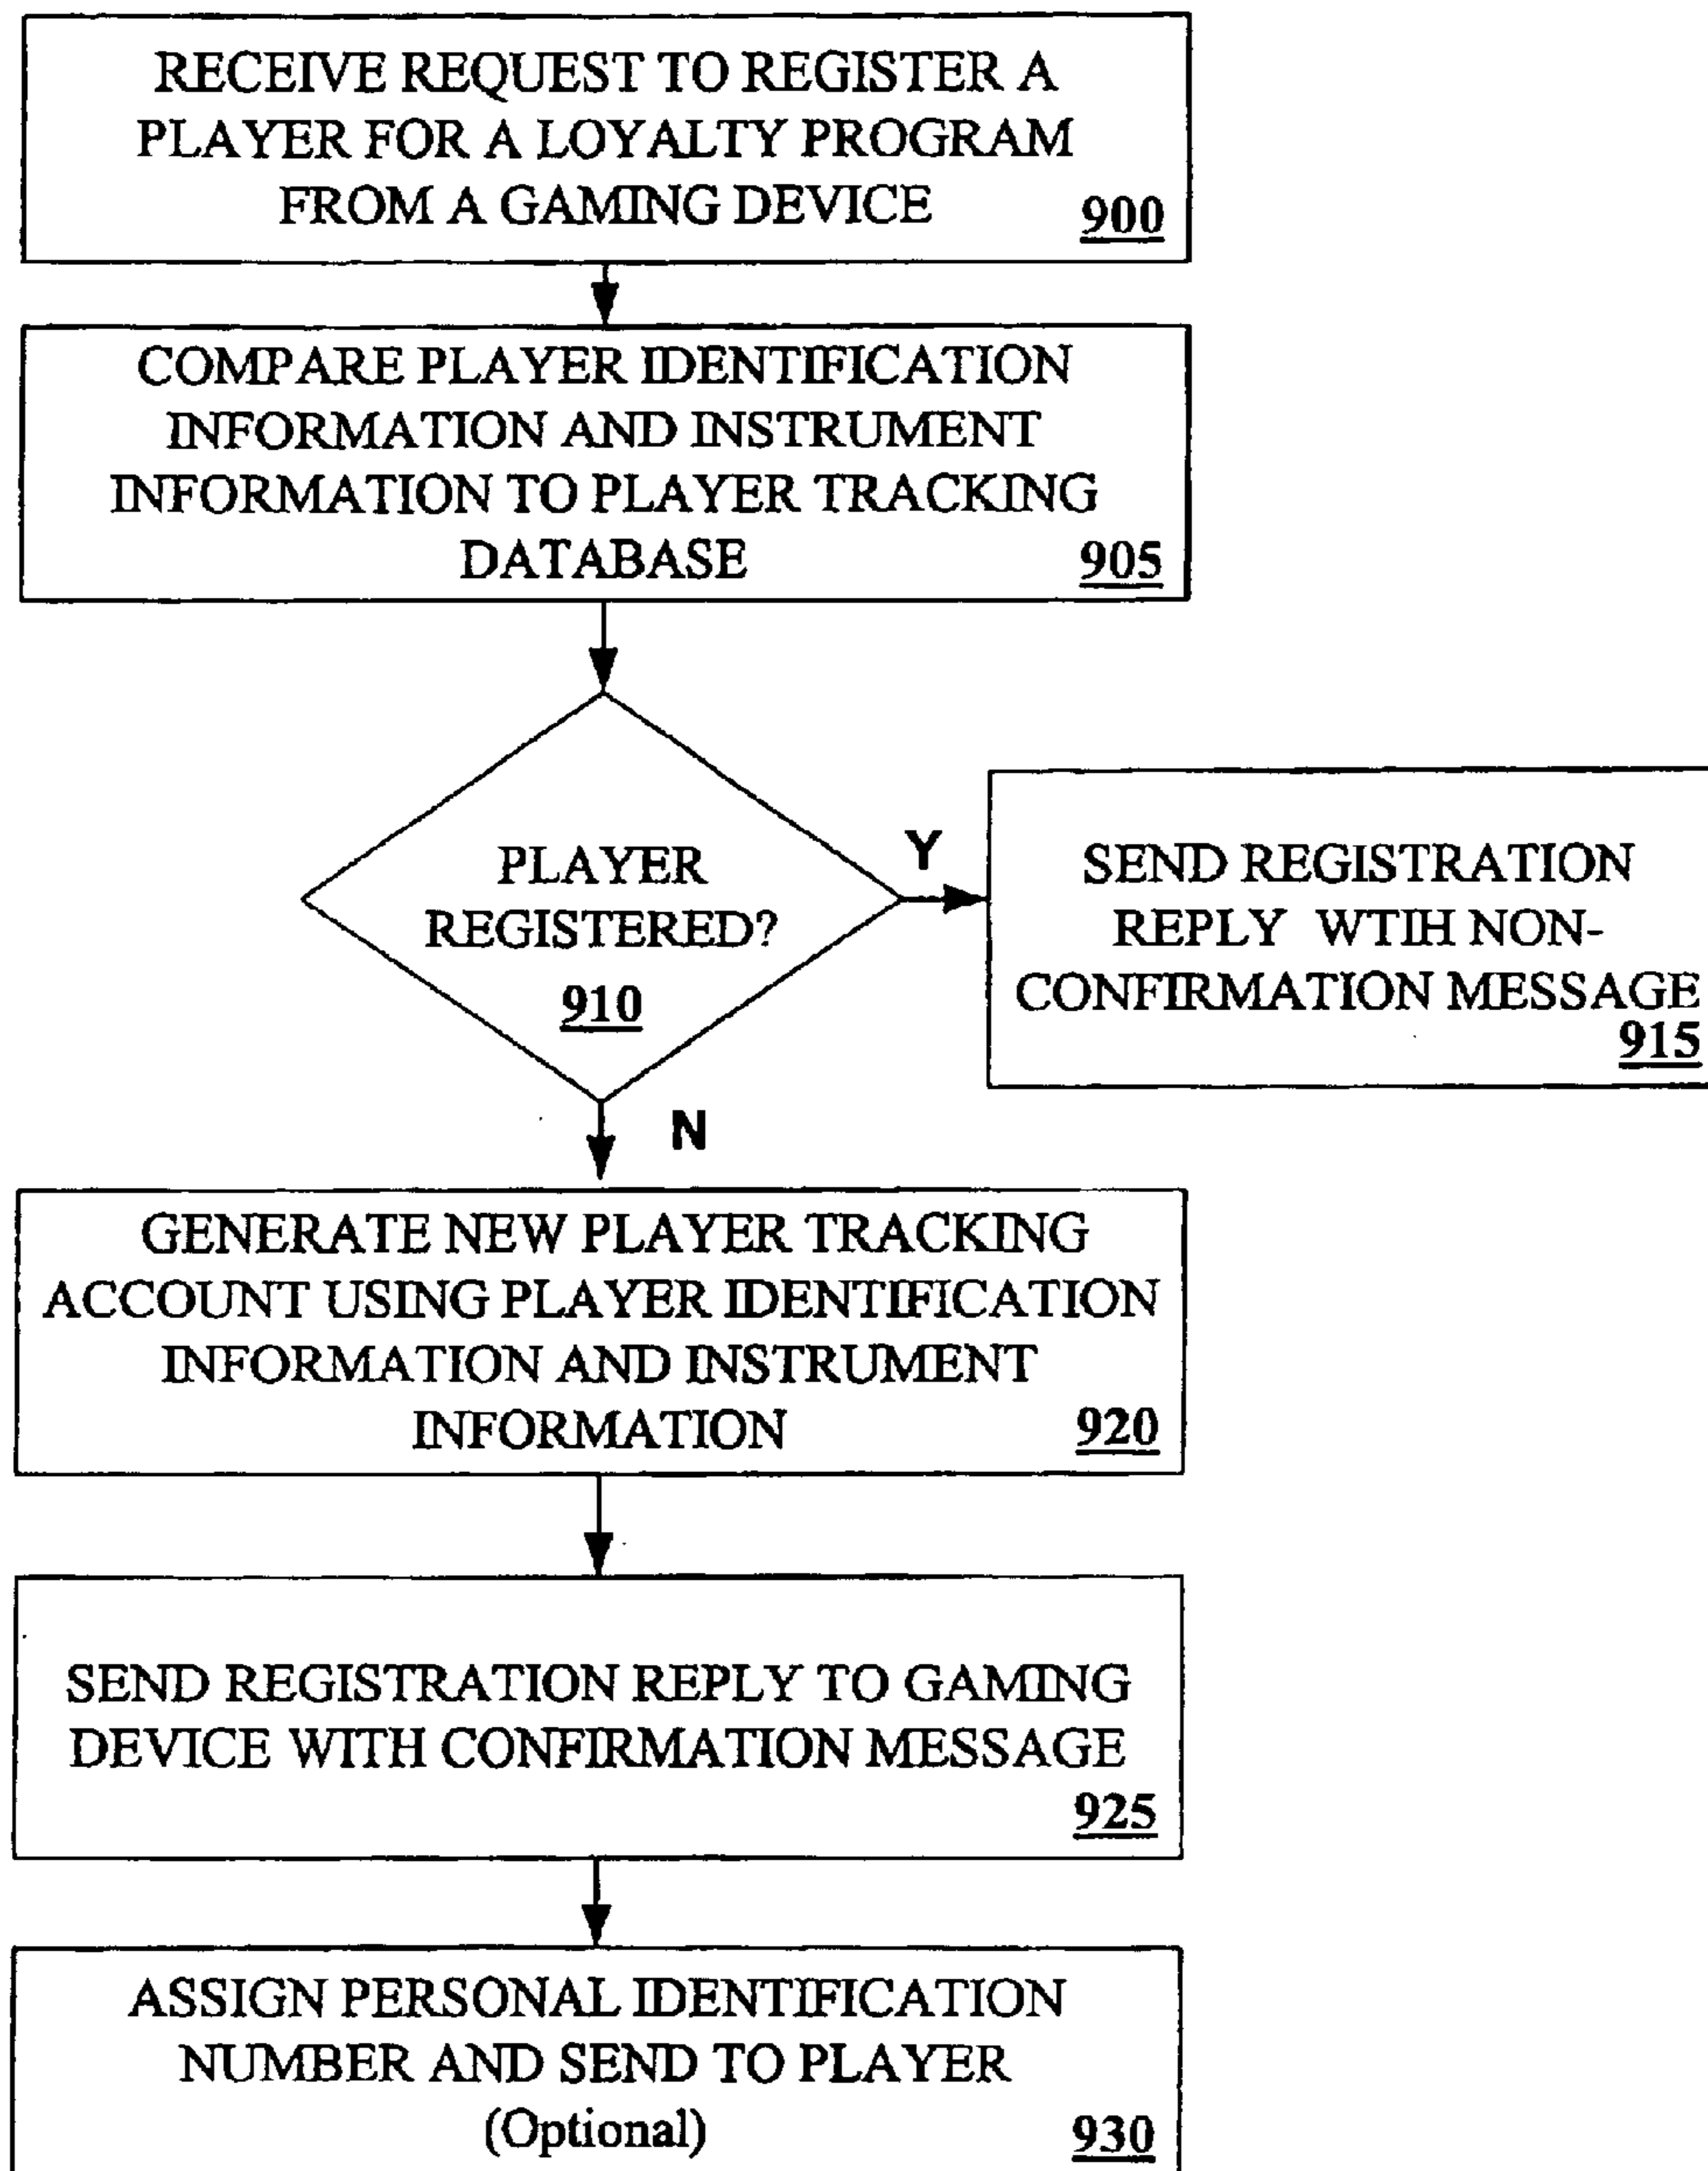 RECEIVE REQUEST TO REGISTER A
PLAYER FOR A LOYALTY PROGRAM
FROM A GAMING DEVICE
900
COMPARE PLAYER IDENTIFICATION
INFORMATION AND INSTRUMENT
INFORMATION TO PLAYER TRACKING
DATABASE
905
PLAYER
REGISTERED?
910
Y
SEND REGISTRATION
REPLY WTIH NON-
CONFIRMATION MESSAGE
915
N
GENERATE NEW PLAYER TRACKING
ACCOUNT USING PLAYER IDENTIFICATION
INFORMATION AND INSTRUMENT
INFORMATION
920
SEND REGISTRATION REPLY TO GAMING
DEVICE WITH CONFIRMATION MESSAGE
925
ASSIGN PERSONAL IDENTIFICATION
NUMBER AND SEND TO PLAYER
(Optional)
930